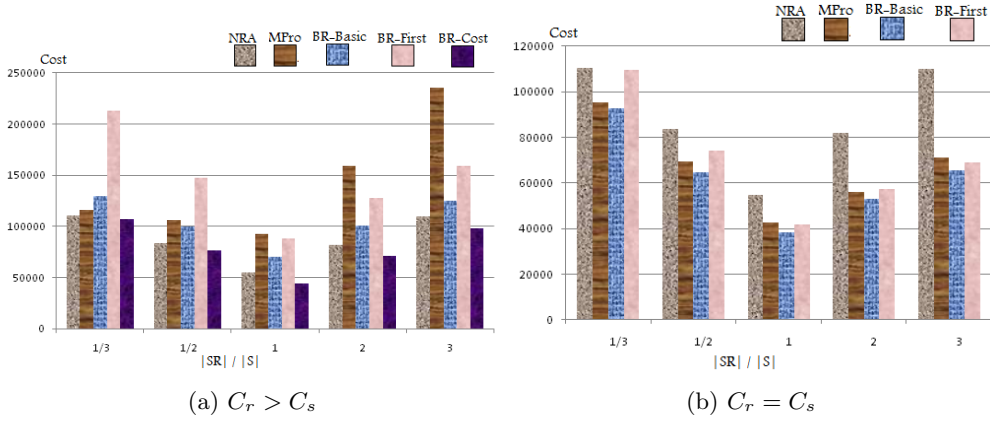 NRA MPro BR-Basic BR-First BR-Cost
Cost
250000
200000
150000
100000
50000
0
1/3 1/2 1 2 3
|SR| / |S|
(a) Cr > Cs
NRA MPro BR-Basic BR-First
Cost
120000
100000
80000
60000
40000
20000
0
1/3 1/2 1 2 3
|SR| / |S|
(b) Cr = Cs